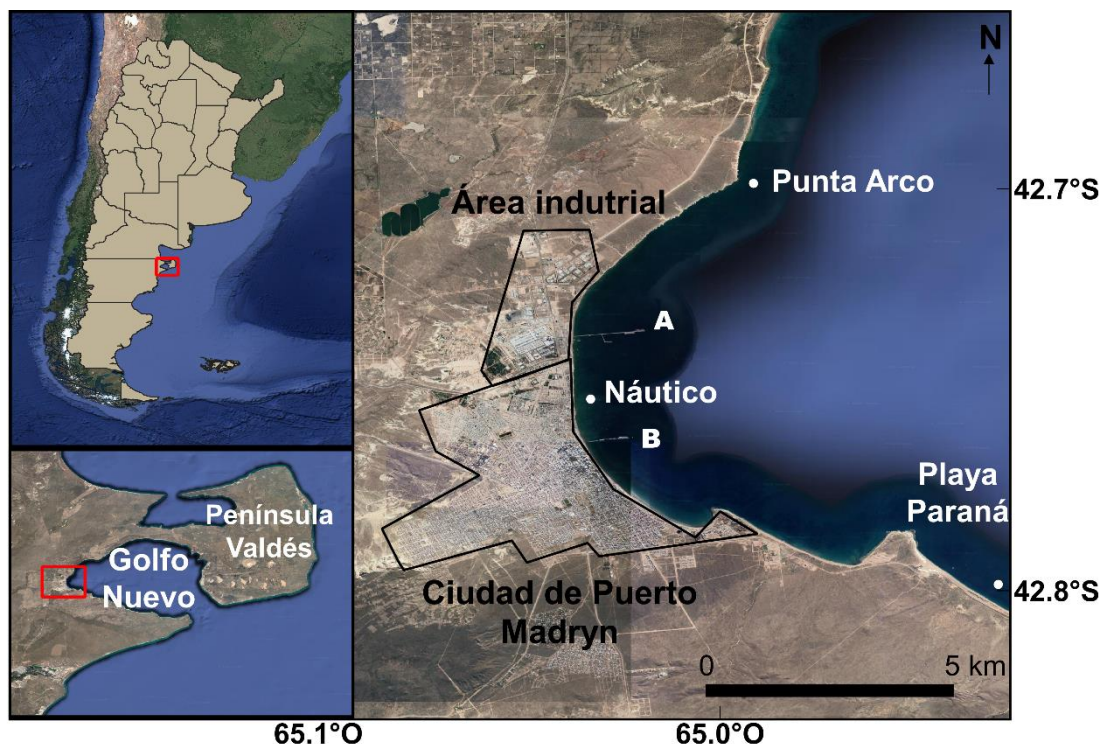 N
Punta Arco
42.7°S
Área indutrial
A
Náutico
B
Playa
Paraná
Península
Valdés
Golfo
Nuevo
Ciudad de Puerto
Madryn
42.8°S
0
5 km
65.1°O
65.0°O